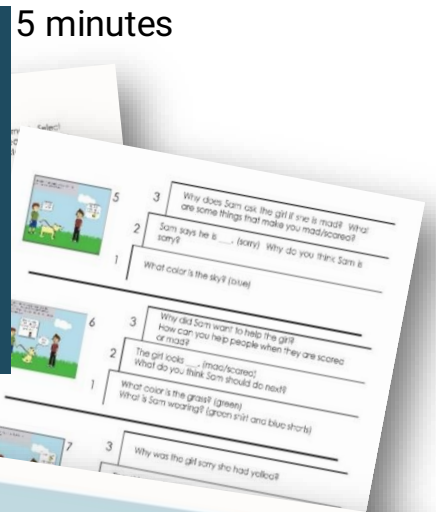 5 minutes
5
3
Why does Sam ask the girl if she is mad? What
are some things that make you mad/scared?
2
Sam says he is ___. (sorry) Why do you think Sam is
sorry?
1
What color is the sky? (blue)
6
3
Why did Sam want to help the girl?
How can you help people when they are scared
or mad?
2
The girl looks ___. (mad/scared)
What do you think Sam should do next?
1
What color is the grass? (green)
What is Sam wearing? (green shirt and blue shorts)
7
3
Why was the girl sorry she had yelled?